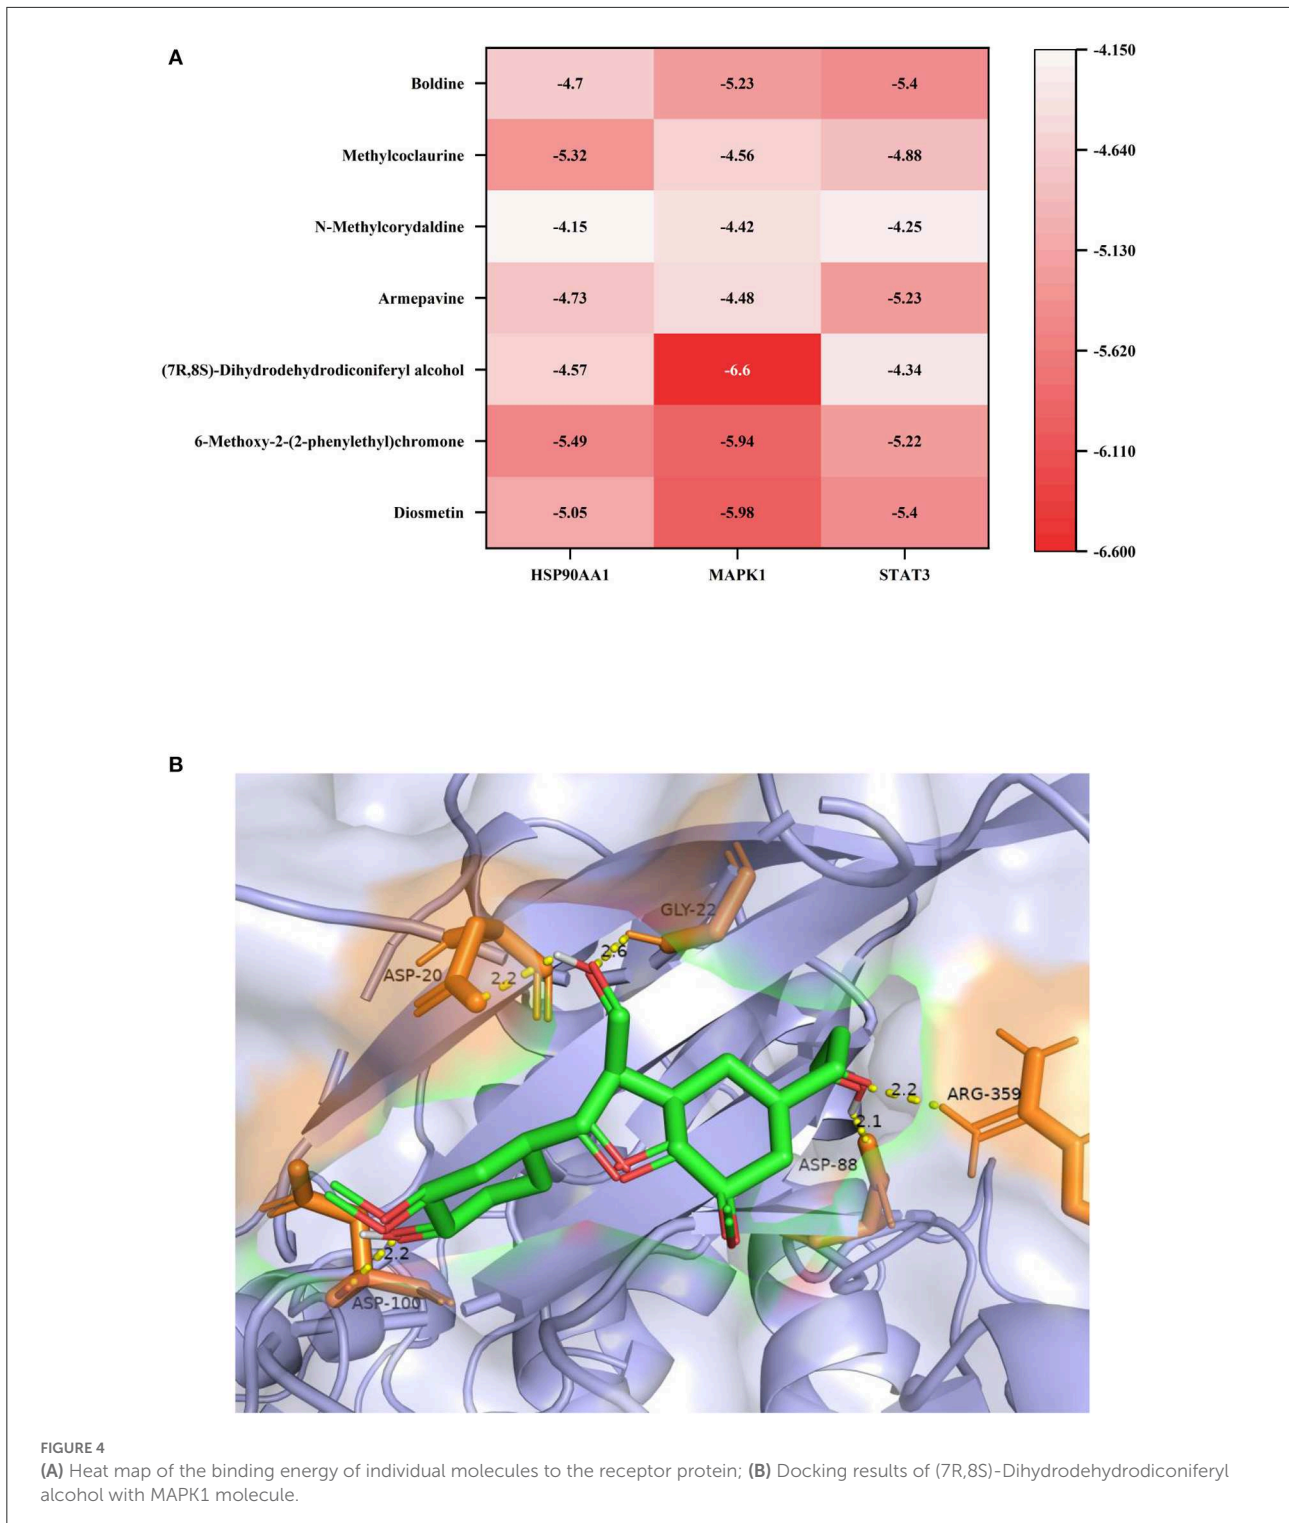 A
Boldine -4.7 -5.23 -5.4
Methylcoclaurine -5.32 -4.56 -4.88
N-Methylcorydaldine -4.15 -4.42 -4.25
Armepavine -4.73 -4.48 -5.23
(7R,8S)-Dihydrodehydrodiconiferyl alcohol -4.57 -6.6 -4.34
6-Methoxy-2-(2-phenylethyl)chromone -5.49 -5.94 -5.22
Diosmetin -5.05 -5.98 -5.4
HSP90AA1 MAPK1 STAT3
-4.150
-4.640
-5.130
-5.620
-6.110
-6.600
B
GLY-22
2.6
ASP-20
2.2
2.2
ARG-359
2.1
ASP-88
2.2
ASP-100
FIGURE 4
(A) Heat map of the binding energy of individual molecules to the receptor protein; (B) Docking results of (7R,8S)-Dihydrodehydrodiconiferyl
alcohol with MAPK1 molecule.